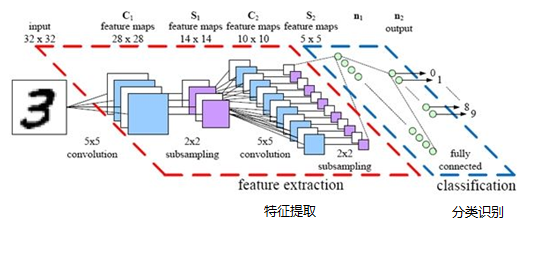 input
32 x 32
C1
feature maps
28 x 28
S1
feature maps
14 x 14
C2
feature maps
10 x 10
S2
feature maps
5 x 5
n1
n2
output
3
0
1
8
9
5x5
convolution
2x2
subsampling
5x5
convolution
2x2
subsampling
fully
connected
feature extraction
classification
特征提取
分类识别